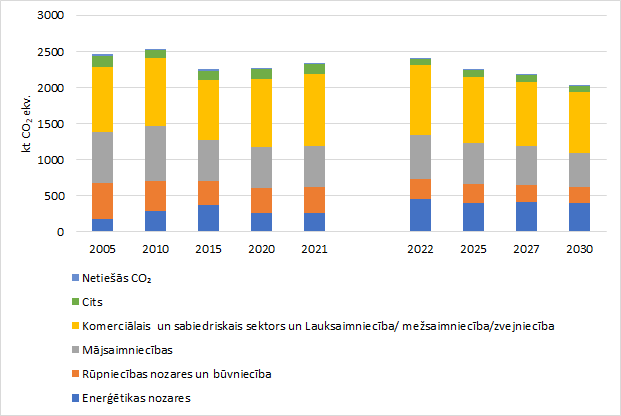 3000
2500
2000
1500
1000
500
0
kt CO₂ ekv.
2005 2010 2015 2020 2021 2022 2025 2027 2030
Netiešās CO₂
Cits
Komerciālais un sabiedriskais sektors un Lauksaimniecība/ mežsaimniecība/zvejniecība
Mājsaimniecības
Rūpniecības nozares un būvniecība
Enerģētikas nozares